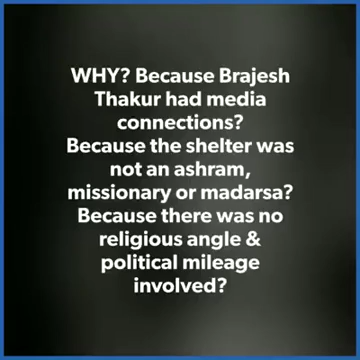 WHY? Because Brajesh
Thakur had media
connections?
Because the shelter was
not an ashram,
missionary or madarsa?
Because there was no
religious angle &
political mileage
involved?